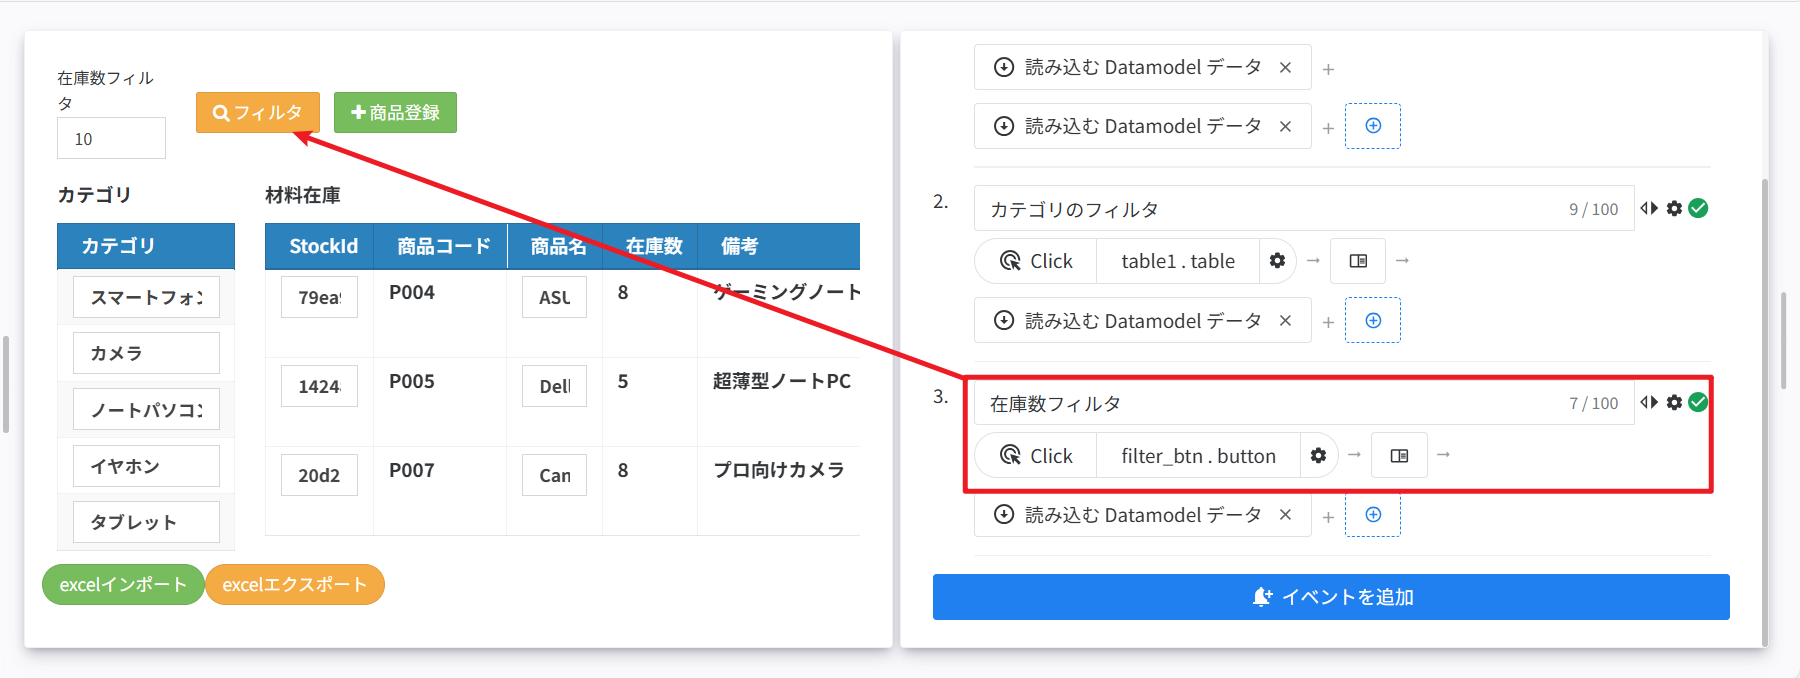 在庫数フィル
タ
10
フィルタ
商品登録
カテゴリ
材料在庫
カテゴリ
スマートフォン
カメラ
ノートパソコン
イヤホン
タブレット
StockId 商品コード 商品名 在庫数 備考
79ea P004 ASU 8 ゲーミングノート
1424 P005 Dell 5 超薄型ノートPC
20d2 P007 Can 8 プロ向けカメラ
excelインポート
excelエクスポート
読み込む Datamodel データ × +
読み込む Datamodel データ × +
2. カテゴリのフィルタ 9 / 100
Click table1 . table
読み込む Datamodel データ × +
3. 在庫数フィルタ 7 / 100
Click filter_btn . button
読み込む Datamodel データ × +
イベントを追加